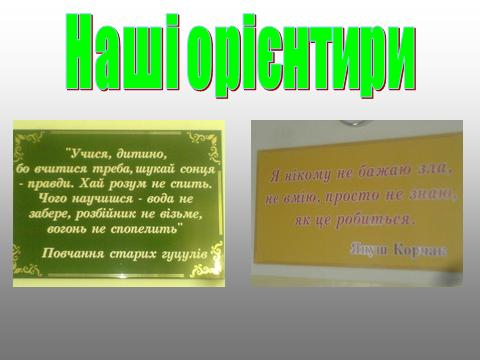 Наші орієнтири
"Учися, дитино,
бо вчитися треба, шукай сонця
- правди. Хай розум не спить.
Чого научишся - вода не
забере, розбійник не візьме,
вогонь не спопелить"
Повчання старих гуцулів
Я нікому не бажаю зла,
не вмію, просто не знаю,
як це робиться.
Януш Корчак